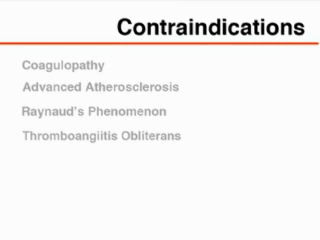 Contraindications
Coagulopathy
Advanced Atherosclerosis
Raynaud's Phenomenon
Thromboangiitis Obliterans